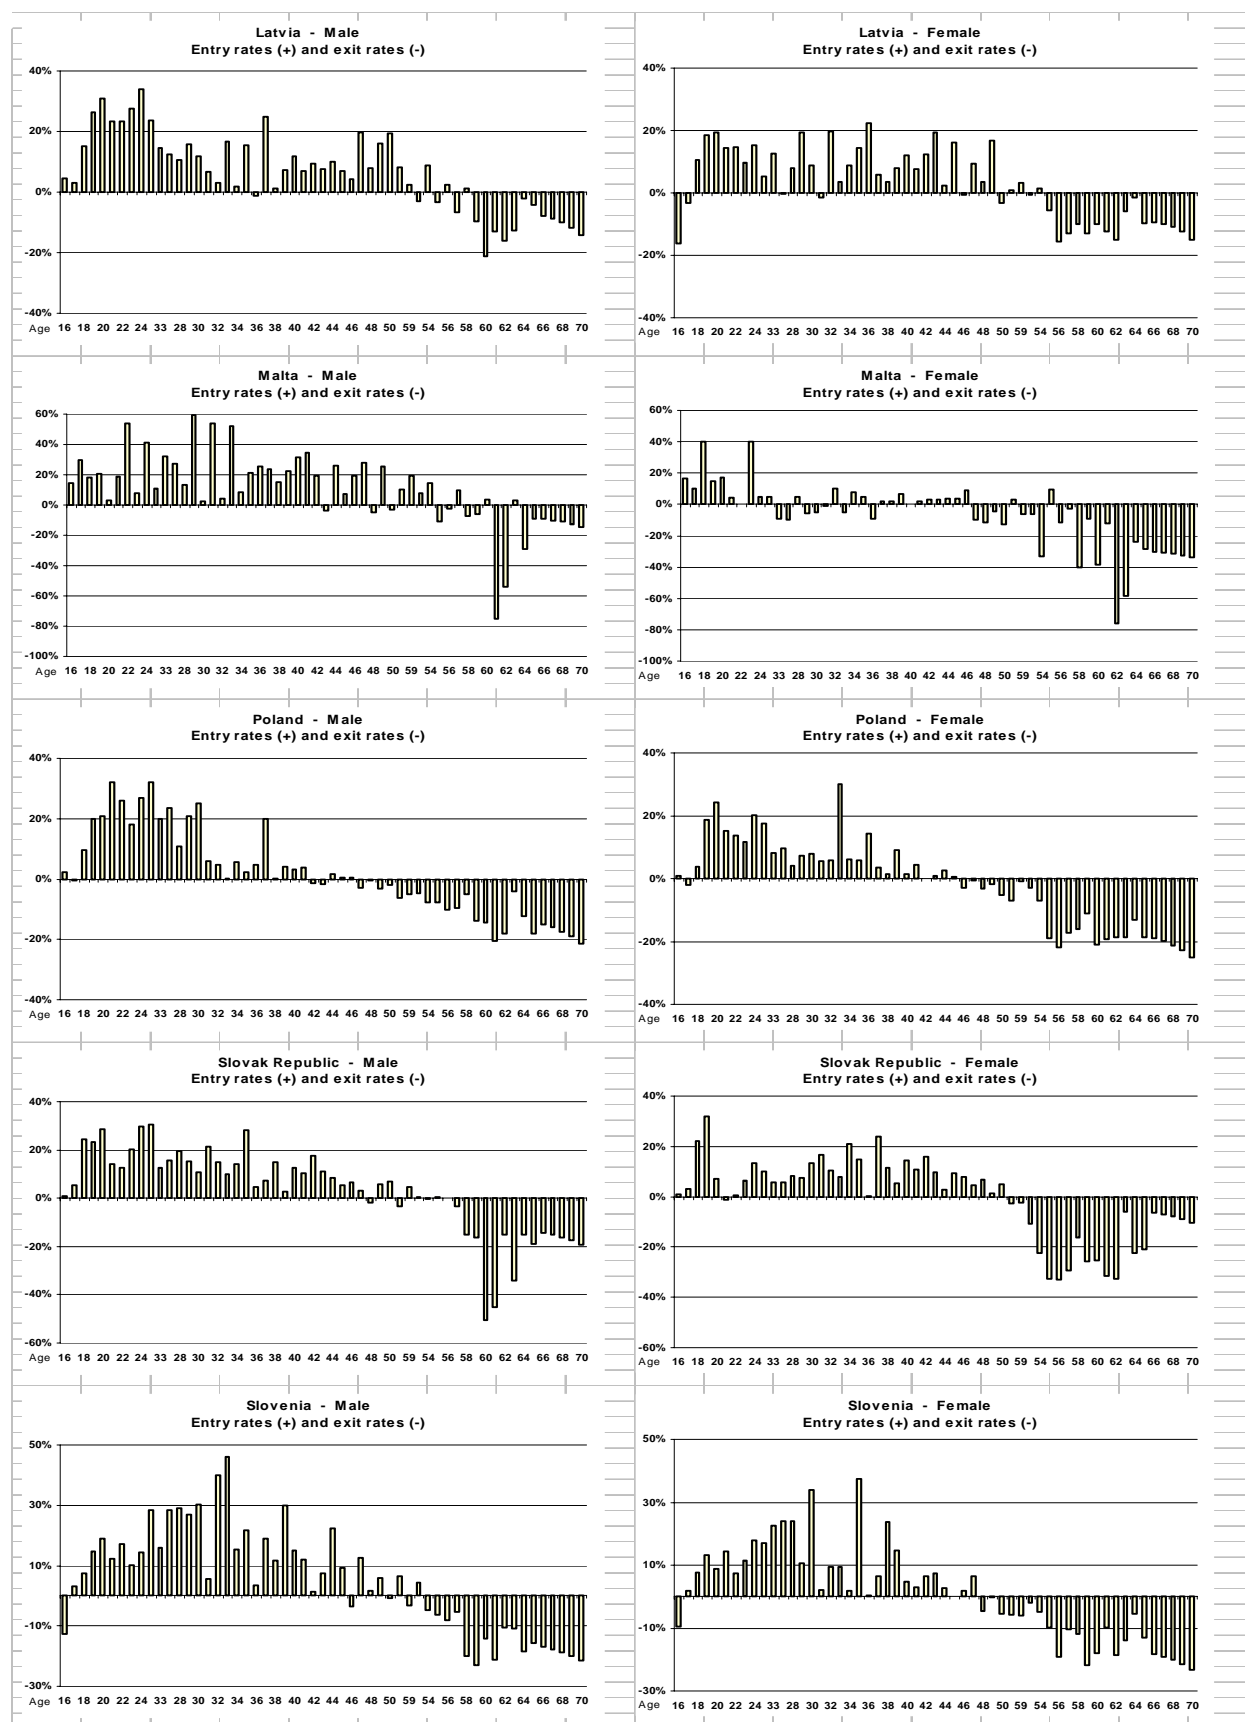 Latvia - Male
Entry rates (+) and exit rates (-)
40%
20%
0%
-20%
-40%
Age 16 18 20 22 24 33 28 30 34 36 38 40 42 44 46 48 50 59 54 56 58 60 62 64 66 68 70
Latvia - Female
Entry rates (+) and exit rates (-)
40%
20%
0%
-20%
-40%
Age 16 18 20 22 24 33 28 30 34 36 38 40 42 44 46 48 50 59 54 56 58 60 62 64 66 68 70
Malta - Male
Entry rates (+) and exit rates (-)
60%
40%
20%
0%
-20%
-40%
-60%
-80%
-100%
Age 16 18 20 22 24 33 28 30 34 36 38 40 42 44 46 48 50 59 54 56 58 60 62 64 66 68 70
Malta - Female
Entry rates (+) and exit rates (-)
60%
40%
20%
0%
-20%
-40%
-60%
-80%
-100%
Age 16 18 20 22 24 33 28 30 34 36 38 40 42 44 46 48 50 59 54 56 58 60 62 64 66 68 70
Poland - Male
Entry rates (+) and exit rates (-)
40%
20%
0%
-20%
-40%
Age 16 18 20 22 24 33 28 30 34 36 38 40 42 44 46 48 50 59 54 56 58 60 62 64 66 68 70
Poland - Female
Entry rates (+) and exit rates (-)
40%
20%
0%
-20%
-40%
Age 16 18 20 22 24 33 28 30 34 36 38 40 42 44 46 48 50 59 54 56 58 60 62 64 66 68 70
Slovak Republic - Male
Entry rates (+) and exit rates (-)
40%
20%
0%
-20%
-40%
-60%
Age 16 18 20 22 24 33 28 30 34 36 38 40 42 44 46 48 50 59 54 56 58 60 62 64 66 68 70
Slovak Republic - Female
Entry rates (+) and exit rates (-)
40%
20%
0%
-20%
-40%
-60%
Age 16 18 20 22 24 33 28 30 34 36 38 40 42 44 46 48 50 59 54 56 58 60 62 64 66 68 70
Slovenia - Male
Entry rates (+) and exit rates (-)
50%
30%
10%
-10%
-30%
Age 16 18 20 22 24 33 28 30 34 36 38 40 42 44 46 48 50 59 54 56 58 60 62 64 66 68 70
Slovenia - Female
Entry rates (+) and exit rates (-)
50%
30%
10%
-10%
-30%
Age 16 18 20 22 24 33 28 30 34 36 38 40 42 44 46 48 50 59 54 56 58 60 62 64 66 68 70